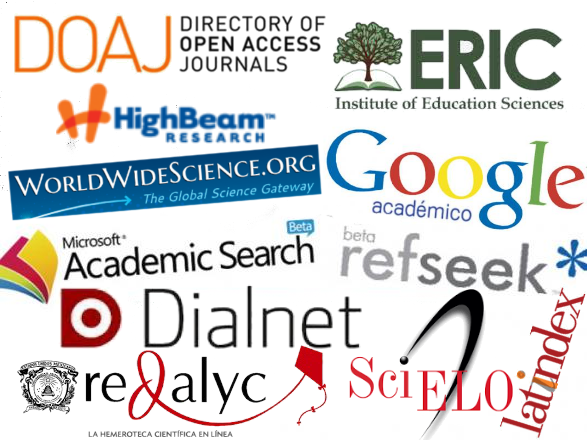 DOAJ
DIRECTORY OF
OPEN ACCESS
JOURNALS
ERIC
Institute of Education Sciences
HighBeam™
RESEARCH
WORLDWIDESCIENCE.ORG
The Global Science Gateway
Google
académico
Microsoft®
Academic Search
Beta
beta
refseek*
Dialnet
redalyc
LA HEMEROTECA CIENTÍFICA EN LÍNEA
SciELO
latindex